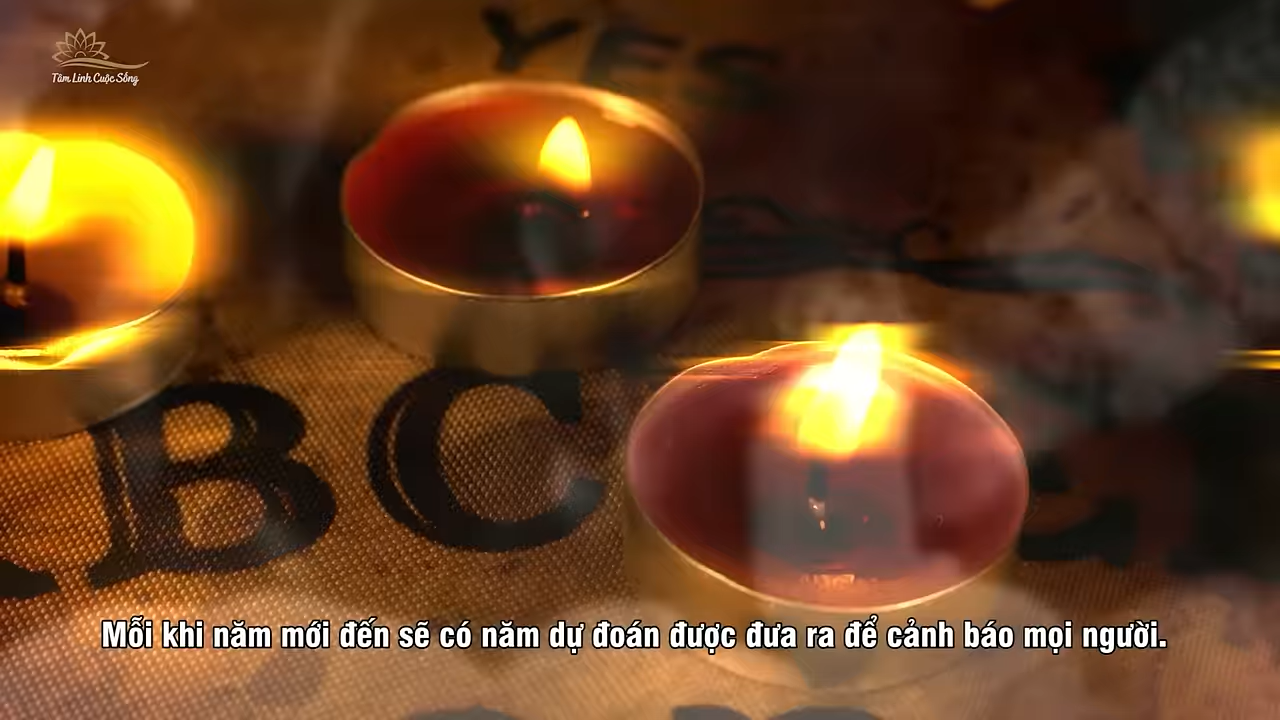 YES
Tâm Linh Cuộc Sống
BC
Mỗi khi năm mới đến sẽ có năm dự đoán được đưa ra để cảnh báo mọi người.